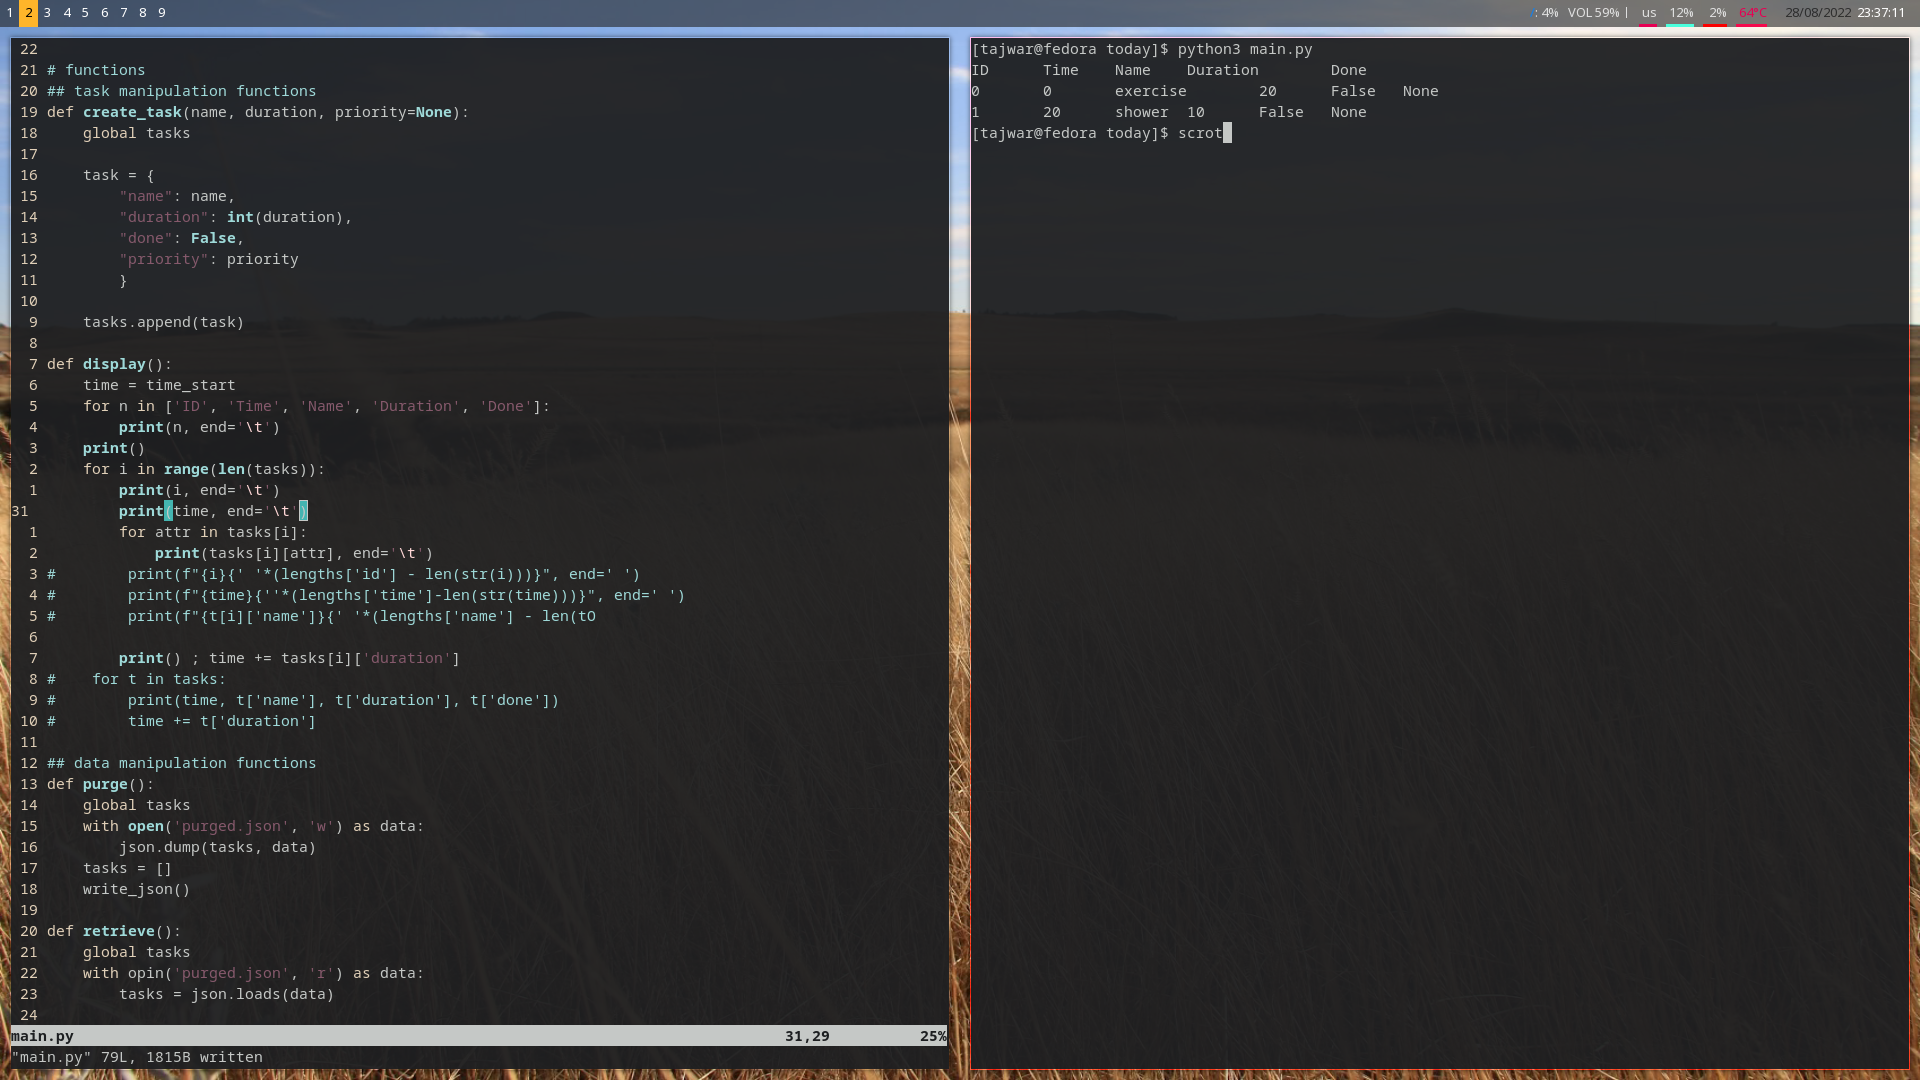 1 2 3 4 5 6 7 8 9
: 4% VOL 59% | us 12% 2% 64°C 28/08/2022 23:37:11
22
21 # functions
20 ## task manipulation functions
19 def create_task(name, duration, priority=None):
18     global tasks
17
16     task = {
15         "name": name,
14         "duration": int(duration),
13         "done": False,
12         "priority": priority
11         }
10
9     tasks.append(task)
8
7 def display():
6     time = time_start
5     for n in ['ID', 'Time', 'Name', 'Duration', 'Done']:
4         print(n, end='\t')
3     print()
2     for i in range(len(tasks)):
1         print(i, end='\t')
31         print(time, end='\t')
1         for attr in tasks[i]:
2             print(tasks[i][attr], end='\t')
3 #        print(f"{i}{' '*(lengths['id'] - len(str(i)))}", end=' ')
4 #        print(f"{time}{''*(lengths['time']-len(str(time)))}", end=' ')
5 #        print(f"{t[i]['name']}{' '*(lengths['name'] - len(tO
6
7         print() ; time += tasks[i]['duration']
8 #    for t in tasks:
9 #        print(time, t['name'], t['duration'], t['done'])
10 #        time += t['duration']
11
12 ## data manipulation functions
13 def purge():
14     global tasks
15     with open('purged.json', 'w') as data:
16         json.dump(tasks, data)
17     tasks = []
18     write_json()
19
20 def retrieve():
21     global tasks
22     with opin('purged.json', 'r') as data:
23         tasks = json.loads(data)
24
main.py 31,29 25%
"main.py" 79L, 1815B written
[tajwar@fedora today]$ python3 main.py
ID      Time    Name    Duration        Done
0       0       exercise        20      False   None
1       20      shower  10      False   None
[tajwar@fedora today]$ scrot